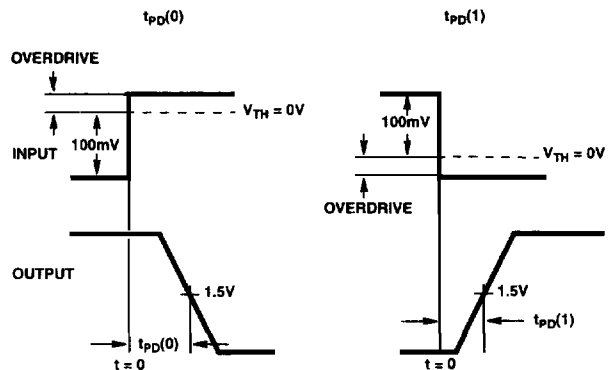 tPD(0)
tPD(1)
OVERDRIVE
VTH = 0V
100mV
INPUT
100mV
VTH = 0V
OVERDRIVE
OUTPUT
1.5V
1.5V
tPD(0)
tPD(1)
t = 0
t = 0